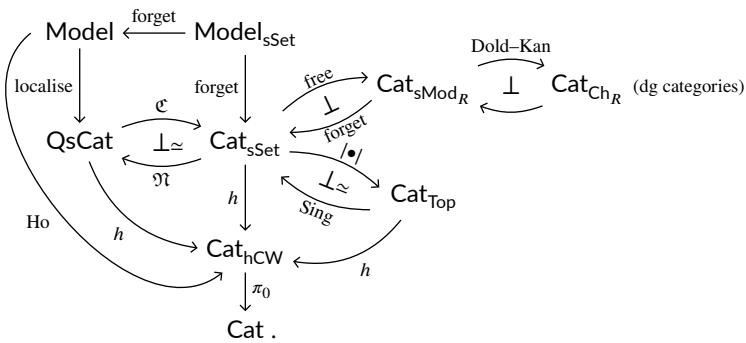 forget
Model Model_sSet
Dold–Kan
localise forget free ⊥ Cat_sMod_R ⊥ Cat_Ch_R (dg categories)
ℭ forget
QsCat ⊥≃ Cat_sSet |•|
𝔑 ⊥≃ Cat_Top
Sing
Ho h h
Cat_hCW h
π₀
Cat .